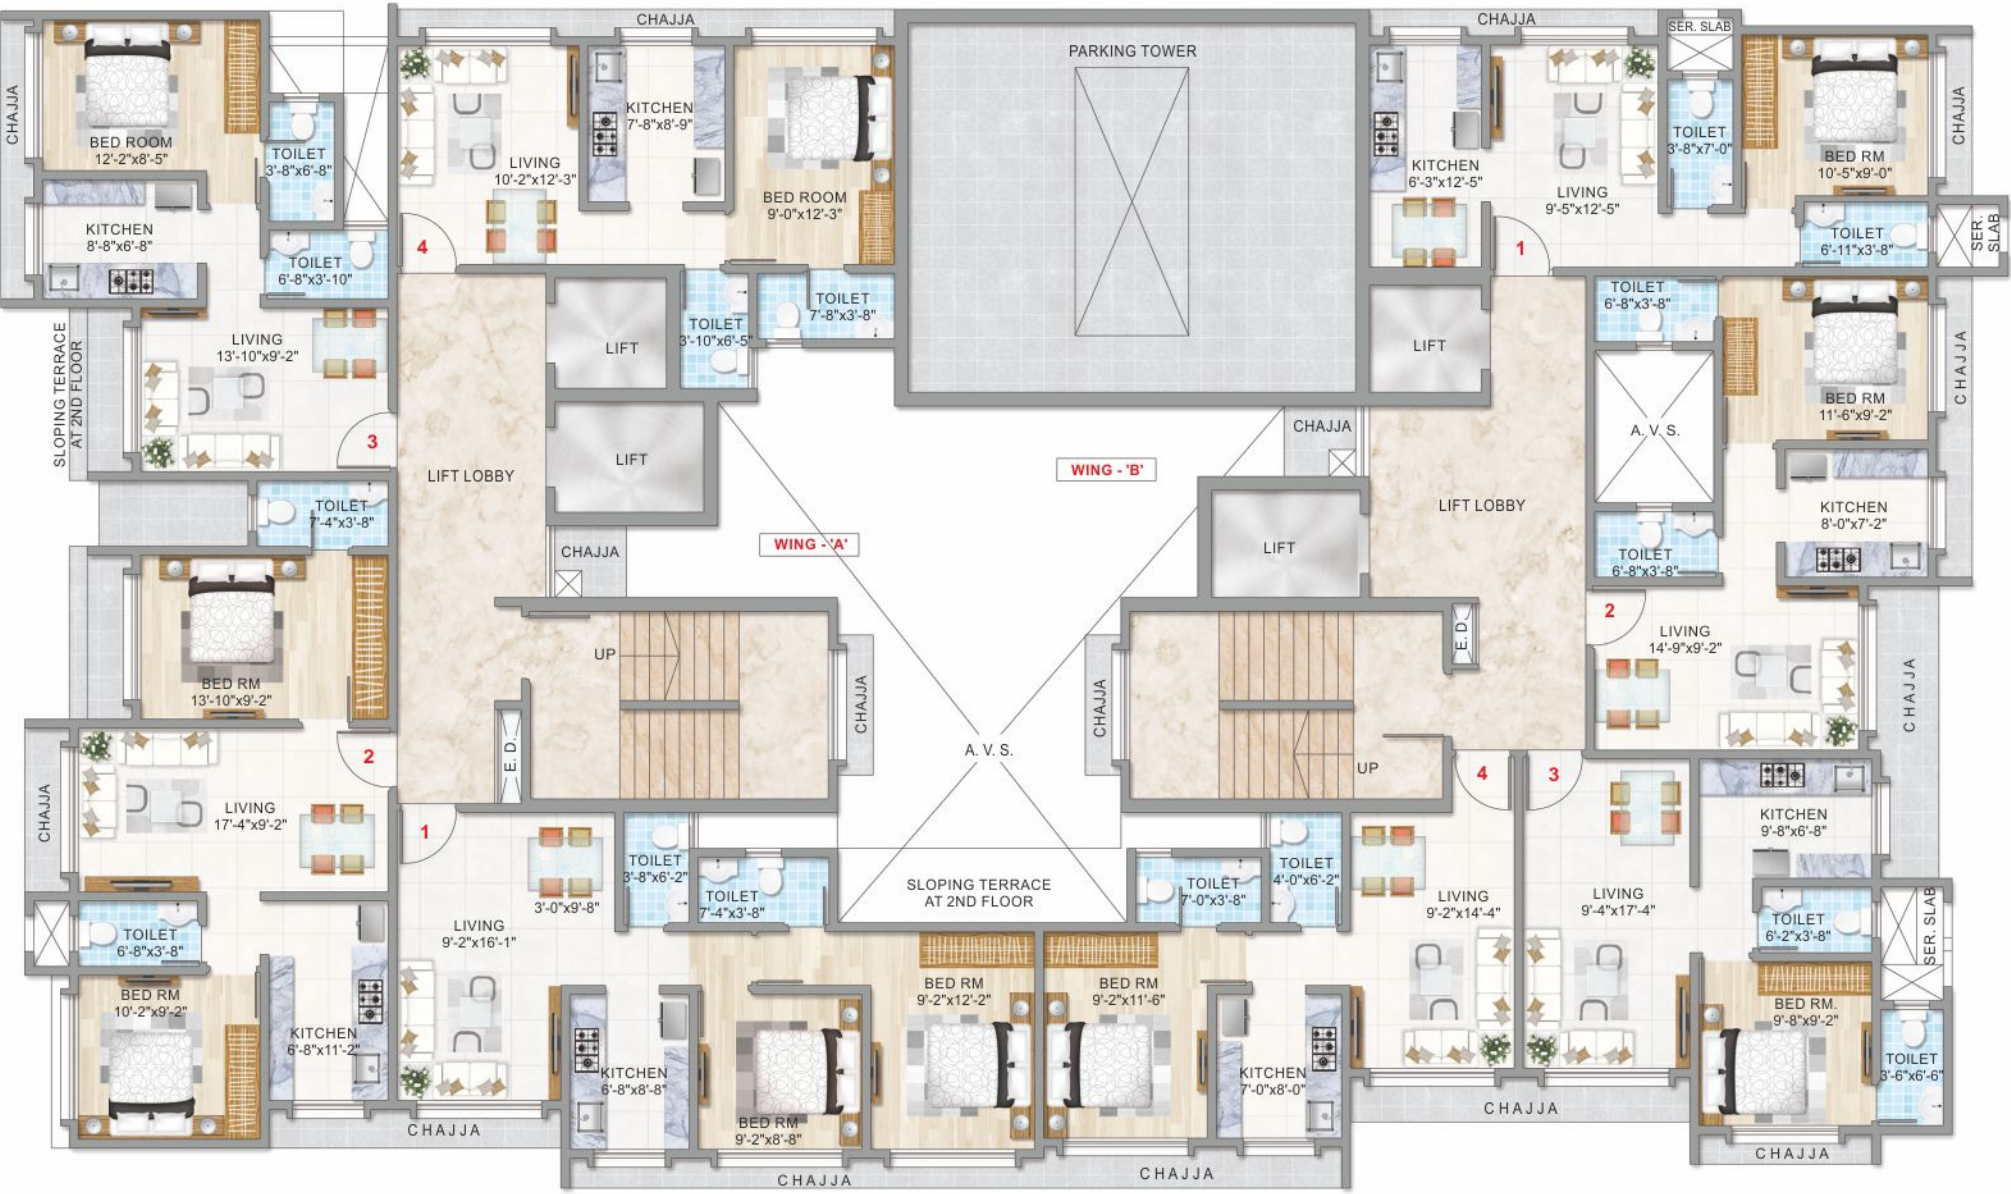 CHAJJA
CHAJJA
BED ROOM
12'-2"x8'-5"
TOILET
3'-8"x6'-8"
KITCHEN
8'-8"x6'-8"
TOILET
6'-8"x3'-10"
LIVING
13'-10"x9'-2"
SLOPING TERRACE
AT 2ND FLOOR
3
LIVING
10'-2"x12'-3"
4
KITCHEN
7'-8"x8'-9"
BED ROOM
9'-0"x12'-3"
TOILET
3'-10"x6'-5"
TOILET
7'-8"x3'-8"
LIFT
LIFT
LIFT LOBBY
CHAJJA
PARKING TOWER
WING - 'B'
WING - 'A'
CHAJJA
KITCHEN
6'-3"x12'-5"
LIVING
9'-5"x12'-5"
1
SER. SLAB
TOILET
3'-8"x7'-0"
BED RM
10'-5"x9'-0"
CHAJJA
TOILET
6'-11"x3'-8"
SER.
SLAB
LIFT
TOILET
6'-8"x3'-8"
BED RM
11'-6"x9'-2"
CHAJJA
A. V. S.
CHAJJA
LIFT
LIFT LOBBY
KITCHEN
8'-0"x7'-2"
TOILET
6'-8"x3'-8"
2
LIVING
14'-9"x9'-2"
CHAJJA
E. D.
TOILET
7'-4"x3'-8"
BED RM
13'-10"x9'-2"
2
LIVING
17'-4"x9'-2"
CHAJJA
UP
E. D.
CHAJJA
CHAJJA
UP
A. V. S.
SLOPING TERRACE
AT 2ND FLOOR
TOILET
6'-8"x3'-8"
BED RM
10'-2"x9'-2"
KITCHEN
6'-8"x11'-2"
1
3'-0"x9'-8"
LIVING
9'-2"x16'-1"
TOILET
3'-8"x6'-2"
TOILET
7'-4"x3'-8"
KITCHEN
6'-8"x8'-8"
BED RM
9'-2"x8'-8"
BED RM
9'-2"x12'-2"
CHAJJA
CHAJJA
TOILET
7'-0"x3'-8"
TOILET
4'-0"x6'-2"
BED RM
9'-2"x11'-6"
KITCHEN
7'-0"x8'-0"
CHAJJA
4
LIVING
9'-2"x14'-4"
3
LIVING
9'-4"x17'-4"
CHAJJA
KITCHEN
9'-8"x6'-8"
TOILET
6'-2"x3'-8"
SER. SLAB
BED RM.
9'-8"x9'-2"
TOILET
3'-6"x6'-6"
CHAJJA